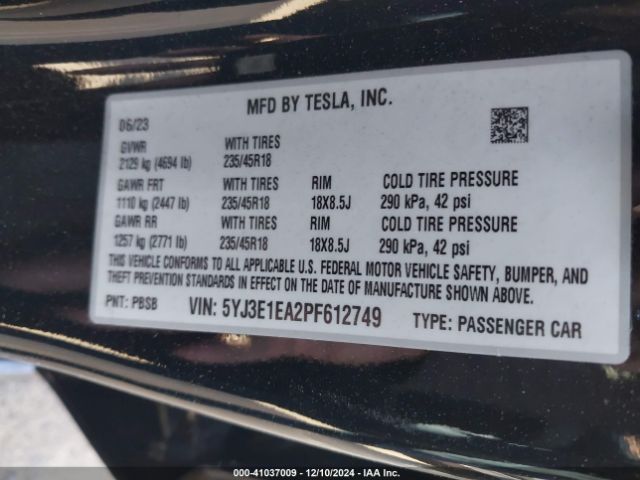 MFD BY TESLA, INC.
06/23
GVWR WITH TIRES
2129 kg (4694 lb) 235/45R18
GAWR FRT WITH TIRES RIM COLD TIRE PRESSURE
1110 kg (2447 lb) 235/45R18 18X8.5J 290 kPa, 42 psi
GAWR RR WITH TIRES RIM COLD TIRE PRESSURE
1257 kg (2771 lb) 235/45R18 18X8.5J 290 kPa, 42 psi
THIS VEHICLE CONFORMS TO ALL APPLICABLE U.S. FEDERAL MOTOR VEHICLE SAFETY, BUMPER, AND
THEFT PREVENTION STANDARDS IN EFFECT ON THE DATE OF MANUFACTURE SHOWN ABOVE.
PNT: PBSB VIN: 5YJ3E1EA2PF612749 TYPE: PASSENGER CAR
000-41037009 - 12/10/2024 - IAA Inc.